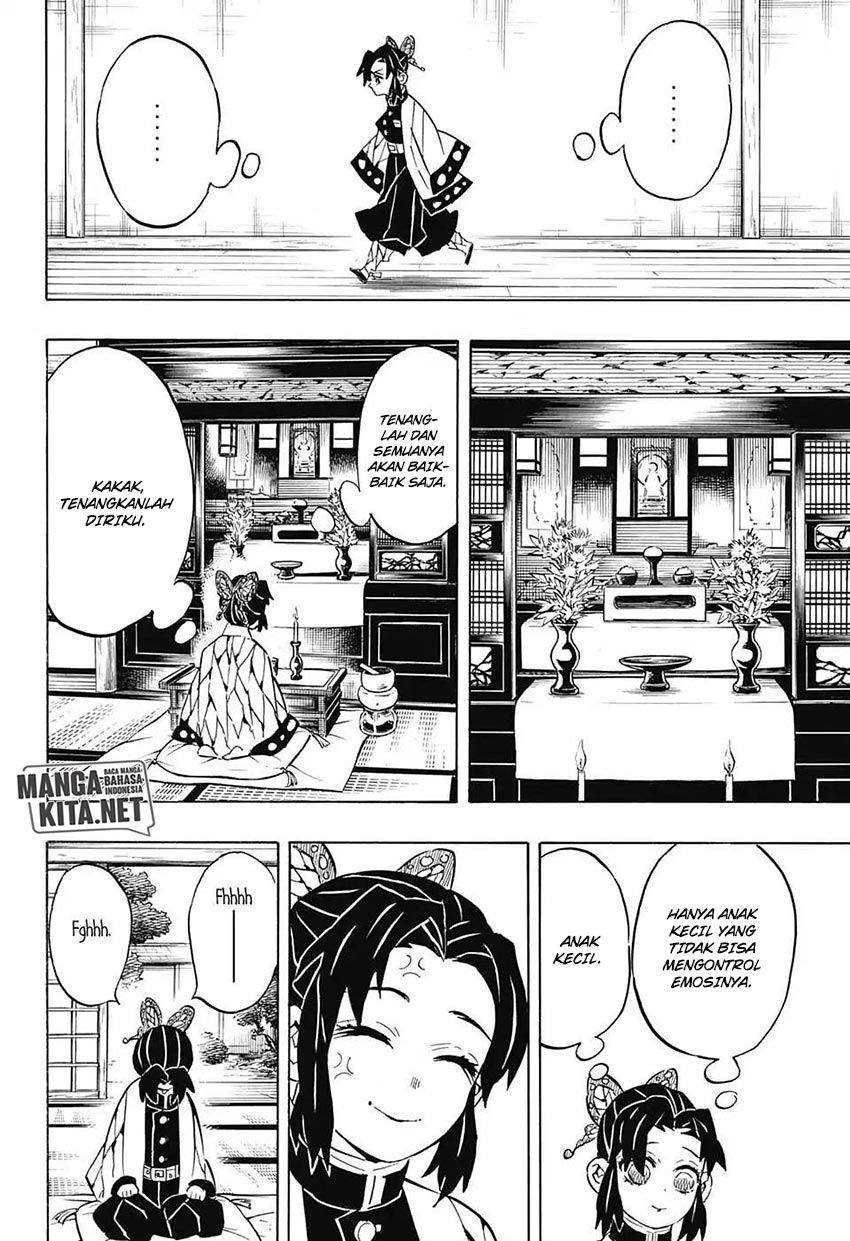 ......
......
TENANG-
LAH DAN
SEMUANYA
AKAN BAIK-
BAIK SAJA.
KAKAK,
TENANGKANLAH
DIRIKU.
MANGA
KITA.NET
BACA MANGA
BAHASA
INDONESIA
HANYA ANAK
KECIL YANG
TIDAK BISA
MENGONTROL
EMOSINYA.
ANAK
KECIL.
Fhhhh
Fghhh.